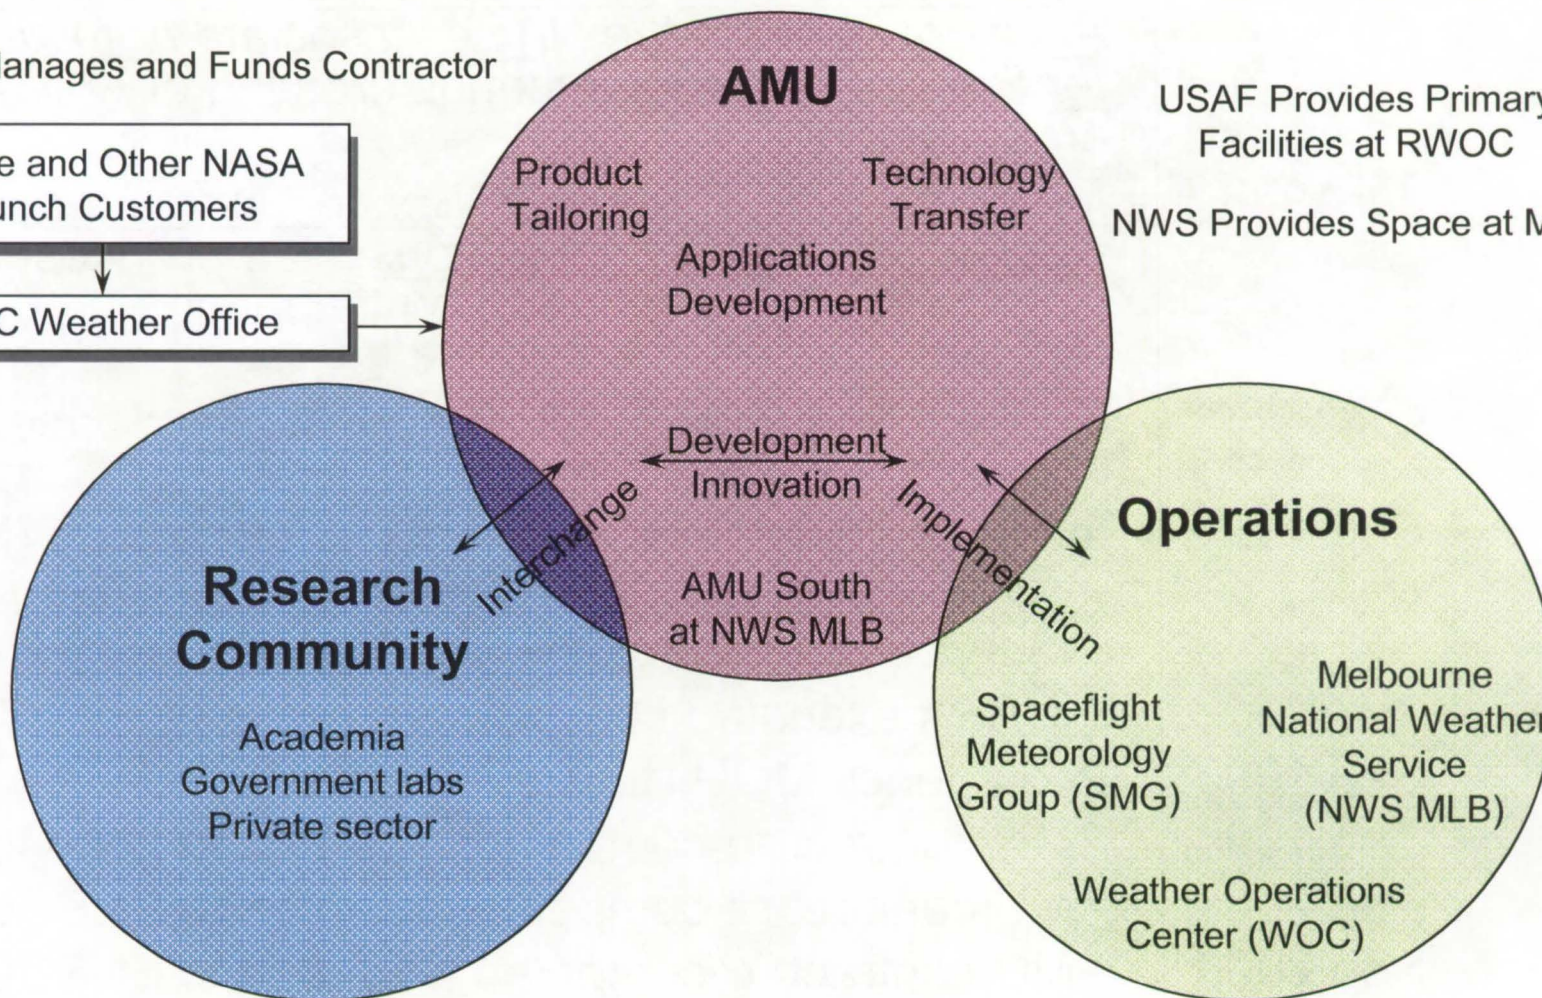 anages and Funds Contractor
e and Other NASA
unch Customers
C Weather Office
AMU
Product
Tailoring
Technology
Transfer
Applications
Development
USAF Provides Primary
Facilities at RWOC
NWS Provides Space at M
Development
Innovation
Interchange
Implementation
AMU South
at NWS MLB
Research
Community
Academia
Government labs
Private sector
Operations
Spaceflight
Meteorology
Group (SMG)
Melbourne
National Weather
Service
(NWS MLB)
Weather Operations
Center (WOC)